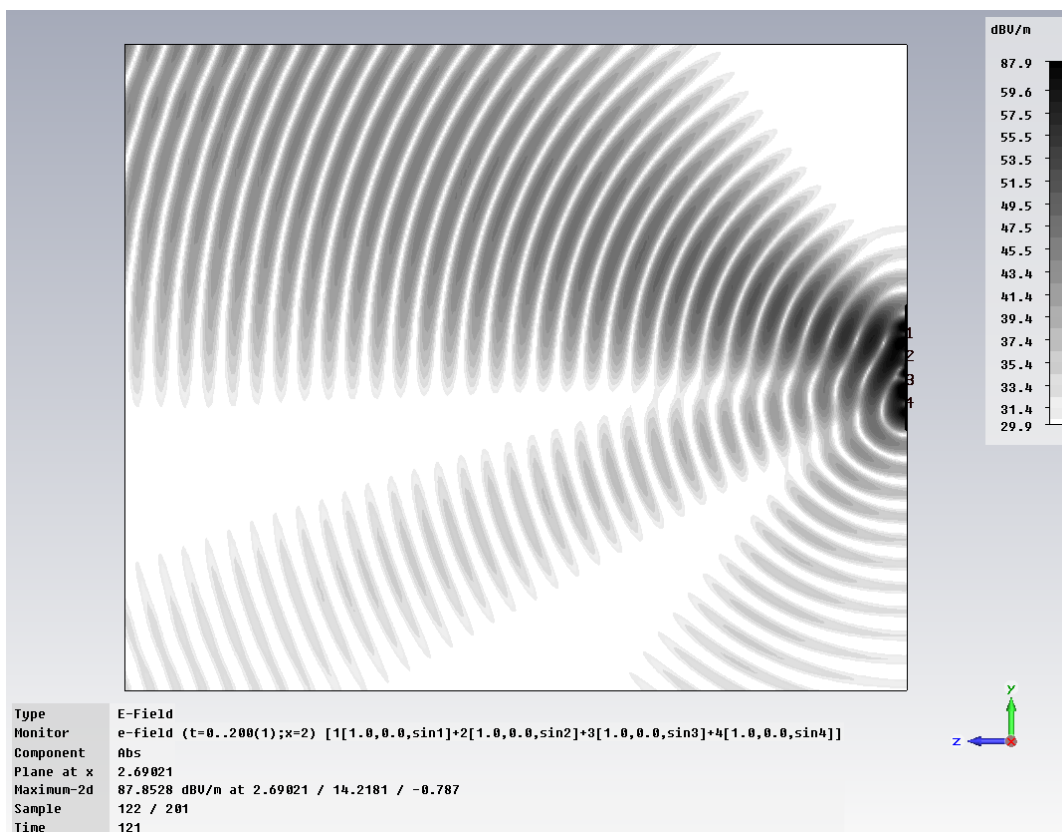 dBV/m
87.9
59.6
57.5
55.5
53.5
51.5
49.5
47.5
45.5
43.4
41.4
39.4
37.4
35.4
33.4
31.4
29.9
1
2
3
4
y
z
x
Type E-Field
Monitor e-field (t=0..200(1);x=2) [1[1.0,0.0,sin1]+2[1.0,0.0,sin2]+3[1.0,0.0,sin3]+4[1.0,0.0,sin4]]
Component Abs
Plane at x 2.69021
Maximum-2d 87.8528 dBV/m at 2.69021 / 14.2181 / -0.787
Sample 122 / 201
Time 121